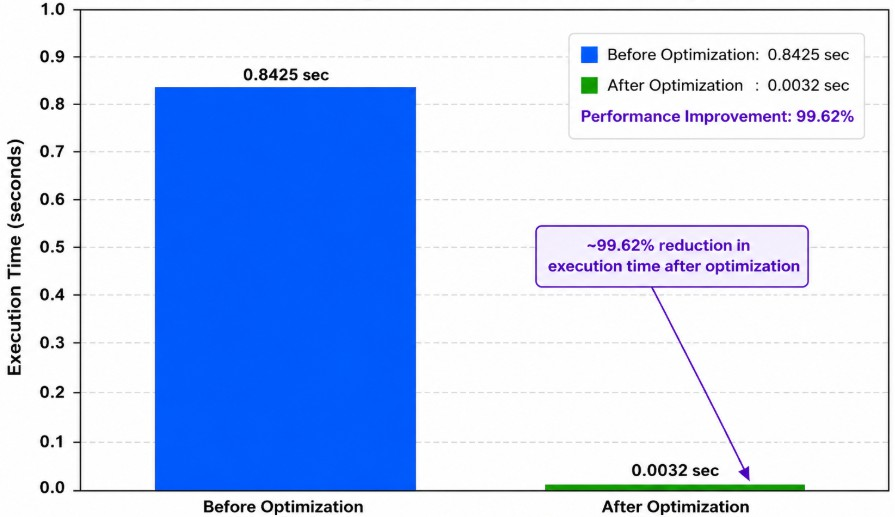 1.0
0.9
0.8
0.7
0.6
0.5
0.4
0.3
0.2
0.1
0.0
Execution Time (seconds)
0.8425 sec
Before Optimization: 0.8425 sec
After Optimization : 0.0032 sec
Performance Improvement: 99.62%
~99.62% reduction in
execution time after optimization
0.0032 sec
Before Optimization
After Optimization